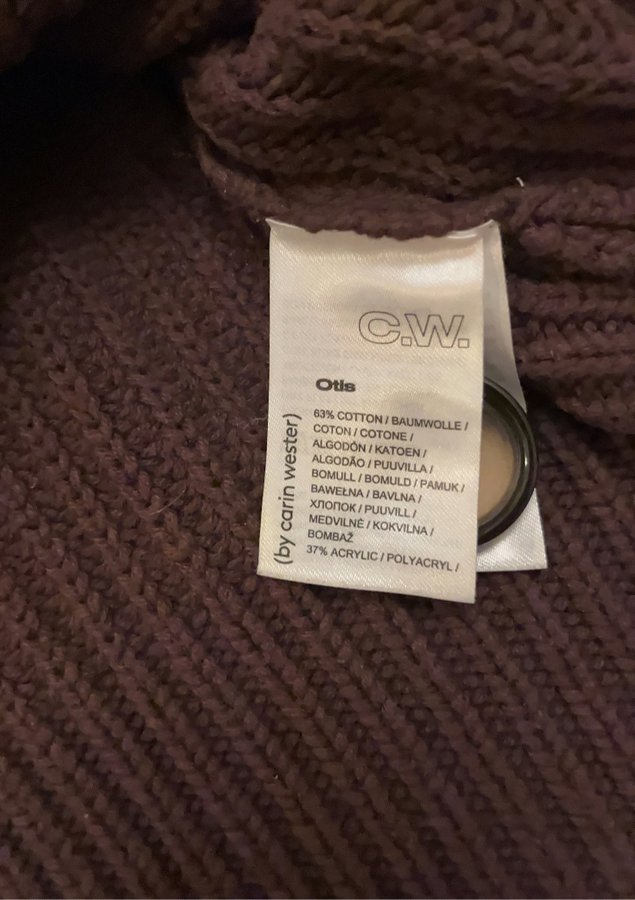 C.W.
Otis
63% COTTON / BAUMWOLLE /
COTON / COTONE /
ALGODÓN / KATOEN /
ALGODÃO / PUUVILLA /
BOMULL / BOMULD / PAMUK /
BAWEŁNA / BAVLNA /
ХЛОПОК / PUUVILL /
MEDVILNĖ / KOKVILNA /
BOMBAŽ
37% ACRYLIC / POLYACRYL /
(by carin wester)